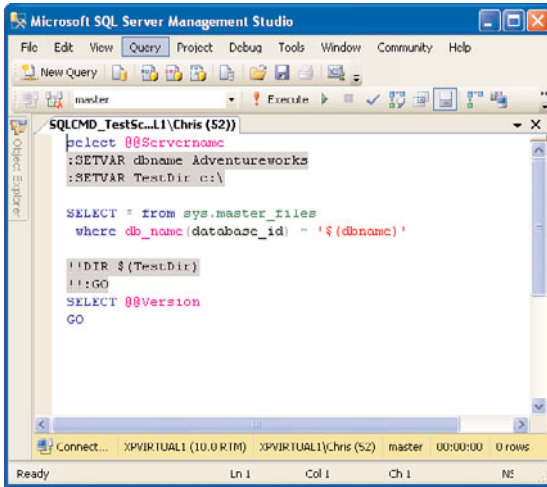 Microsoft SQL Server Management Studio
File Edit View Query Project Debug Tools Window Community Help
New Query
master Execute
SQLCMD_TestSc...L1\Chris (52))
Object Explorer
select @@Servername
:SETVAR dbname Adventureworks
:SETVAR TestDir c:\
SELECT * from sys.master_files
where db_name(database_id) = '$(dbname)'
!!DIR $(TestDir)
!!:GO
SELECT @@Version
GO
Connect... XPVIRTUAL1 (10.0 RTM) XPVIRTUAL1\Chris (52) master 00:00:00 0 rows
Ready Ln 1 Col 1 Ch 1 INS